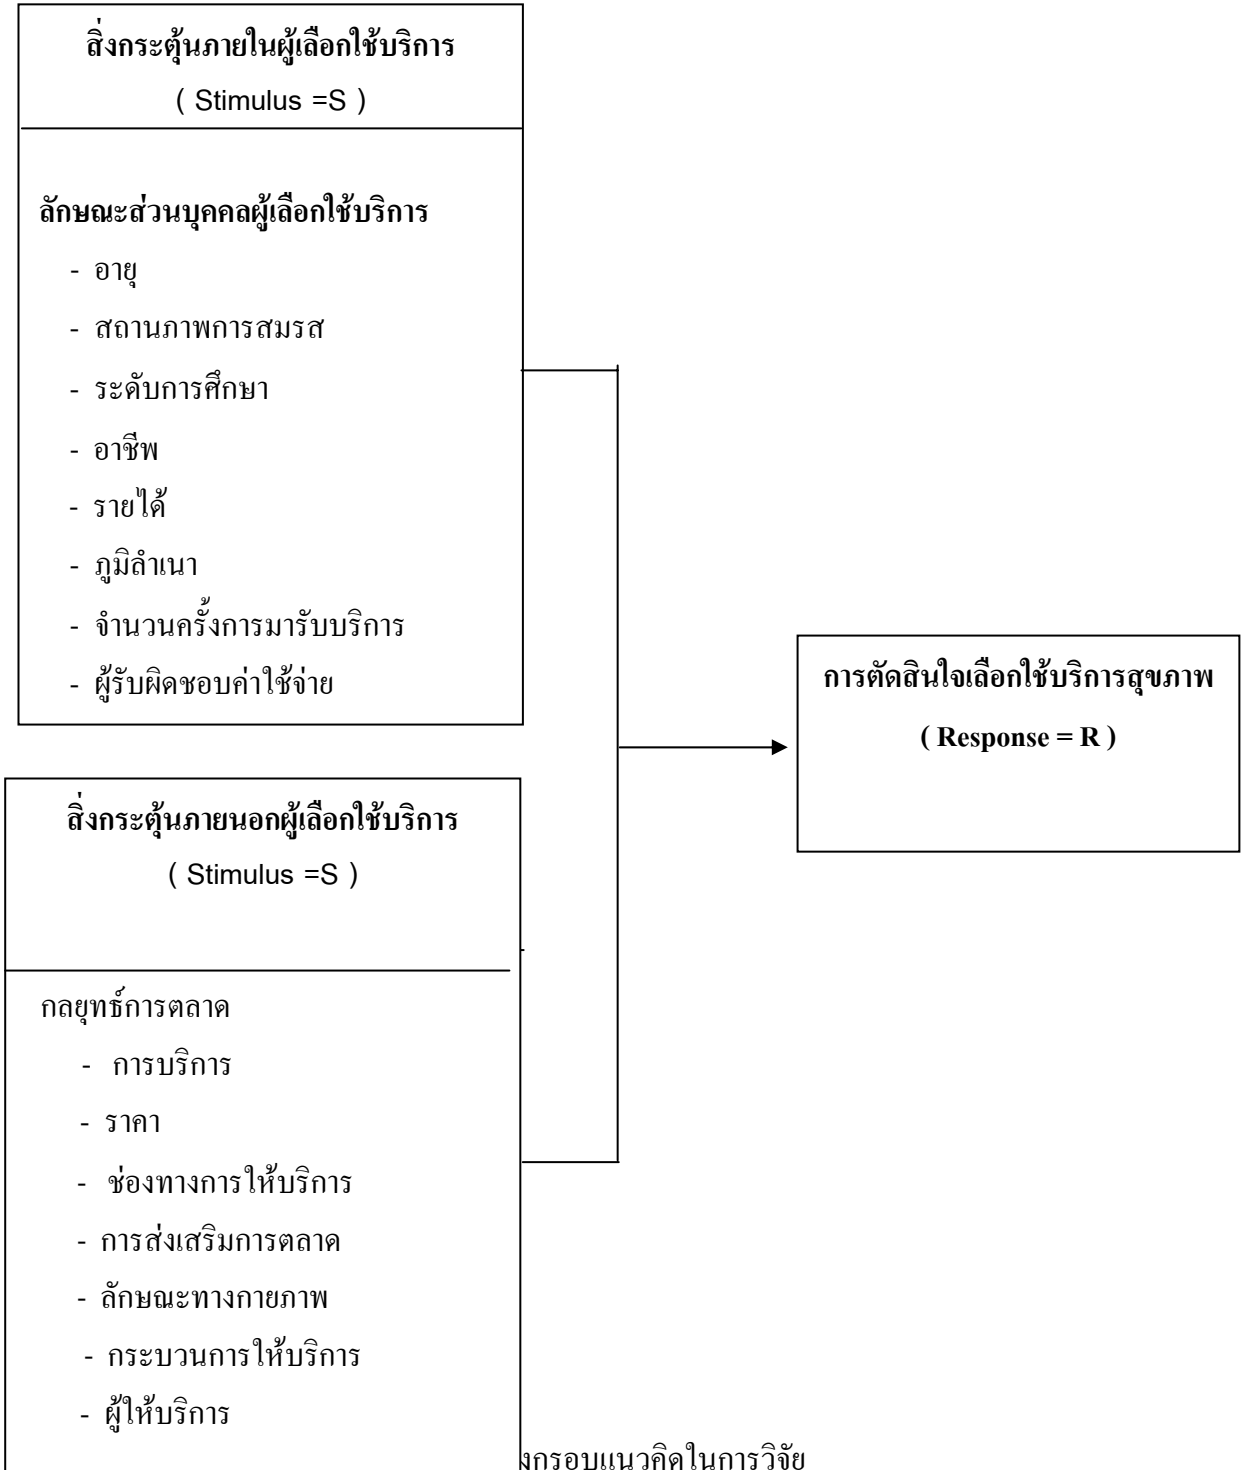 สิ่งกระตุ้นภายในผู้เลือกใช้บริการ
( Stimulus =S )
ลักษณะส่วนบุคคลผู้เลือกใช้บริการ
- อายุ
- สถานภาพการสมรส
- ระดับการศึกษา
- อาชีพ
- รายได้
- ภูมิลำเนา
- จำนวนครั้งการมารับบริการ
- ผู้รับผิดชอบค่าใช้จ่าย
การตัดสินใจเลือกใช้บริการสุขภาพ
( Response = R )
สิ่งกระตุ้นภายนอกผู้เลือกใช้บริการ
( Stimulus =S )
กลยุทธ์การตลาด
- การบริการ
- ราคา
- ช่องทางการให้บริการ
- การส่งเสริมการตลาด
- ลักษณะทางกายภาพ
- กระบวนการให้บริการ
- ผู้ให้บริการ
งกรอบแนวคิดในการวิจัย